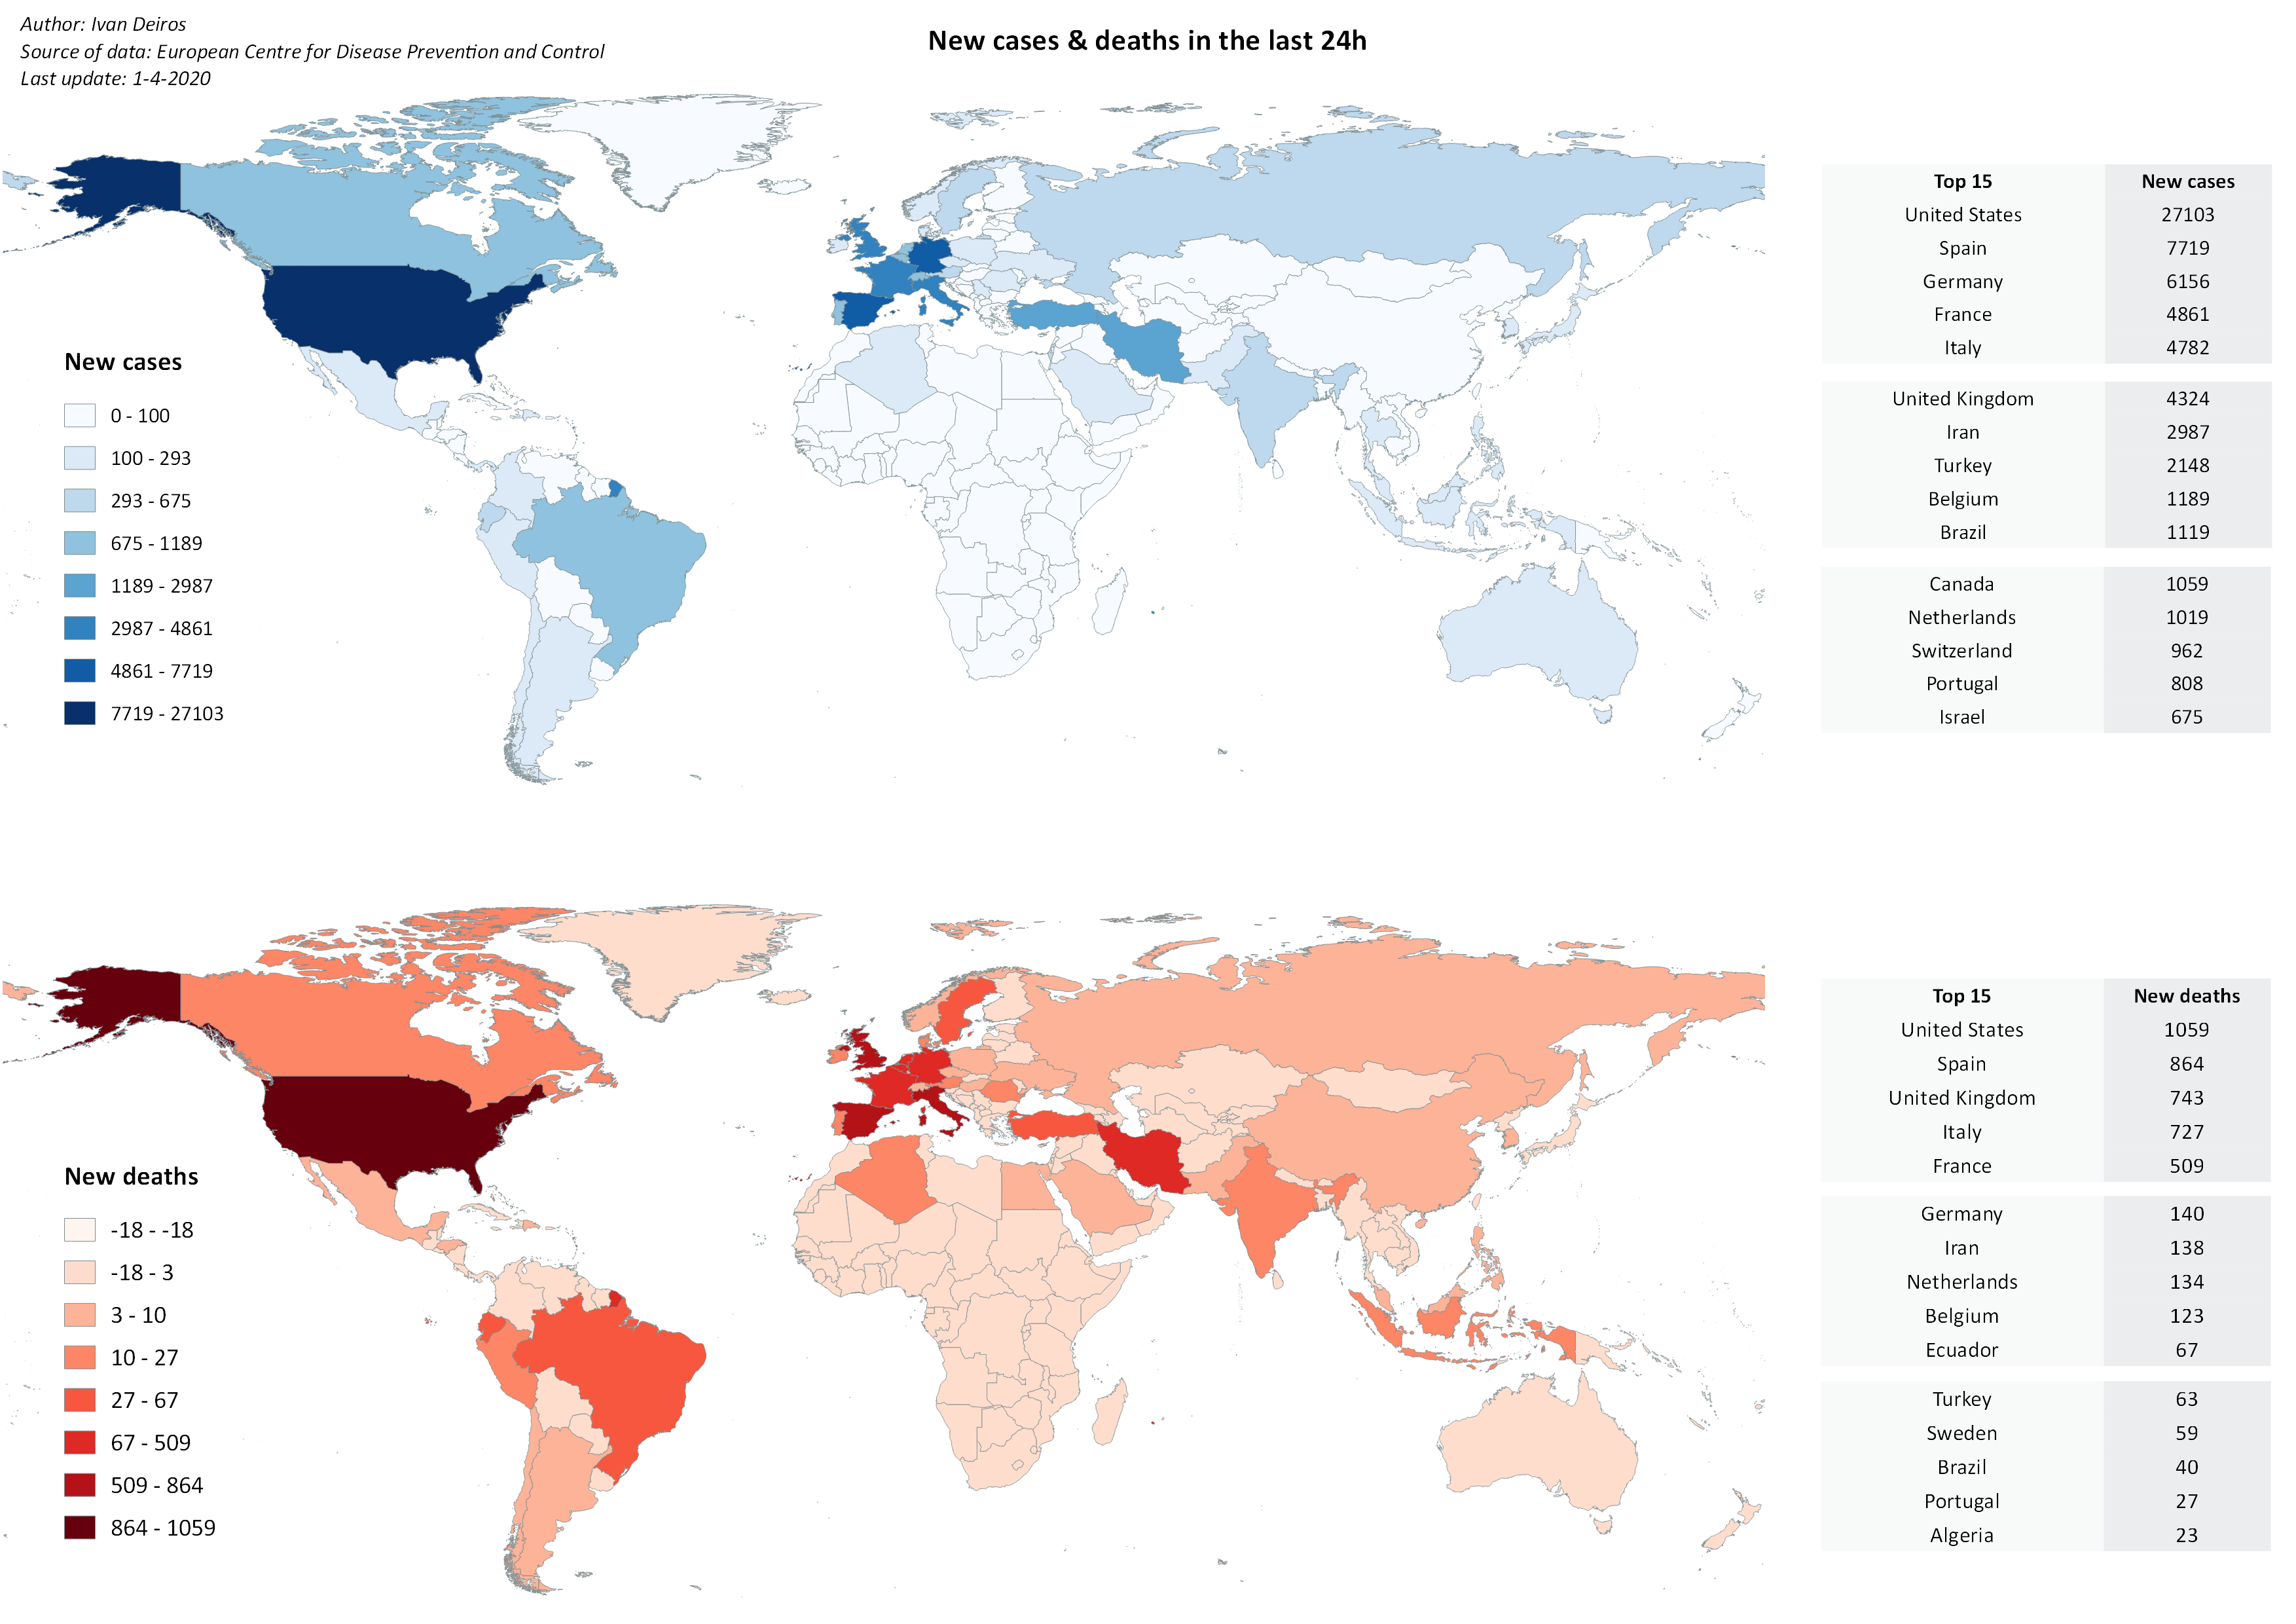 Author: Ivan Deiros
Source of data: European Centre for Disease Prevention and Control
Last update: 1-4-2020
New cases & deaths in the last 24h
New cases
0 - 100
100 - 293
293 - 675
675 - 1189
1189 - 2987
2987 - 4861
4861 - 7719
7719 - 27103
Top 15 New cases
United States 27103
Spain 7719
Germany 6156
France 4861
Italy 4782
United Kingdom 4324
Iran 2987
Turkey 2148
Belgium 1189
Brazil 1119
Canada 1059
Netherlands 1019
Switzerland 962
Portugal 808
Israel 675
New deaths
-18 - -18
-18 - 3
3 - 10
10 - 27
27 - 67
67 - 509
509 - 864
864 - 1059
Top 15 New deaths
United States 1059
Spain 864
United Kingdom 743
Italy 727
France 509
Germany 140
Iran 138
Netherlands 134
Belgium 123
Ecuador 67
Turkey 63
Sweden 59
Brazil 40
Portugal 27
Algeria 23